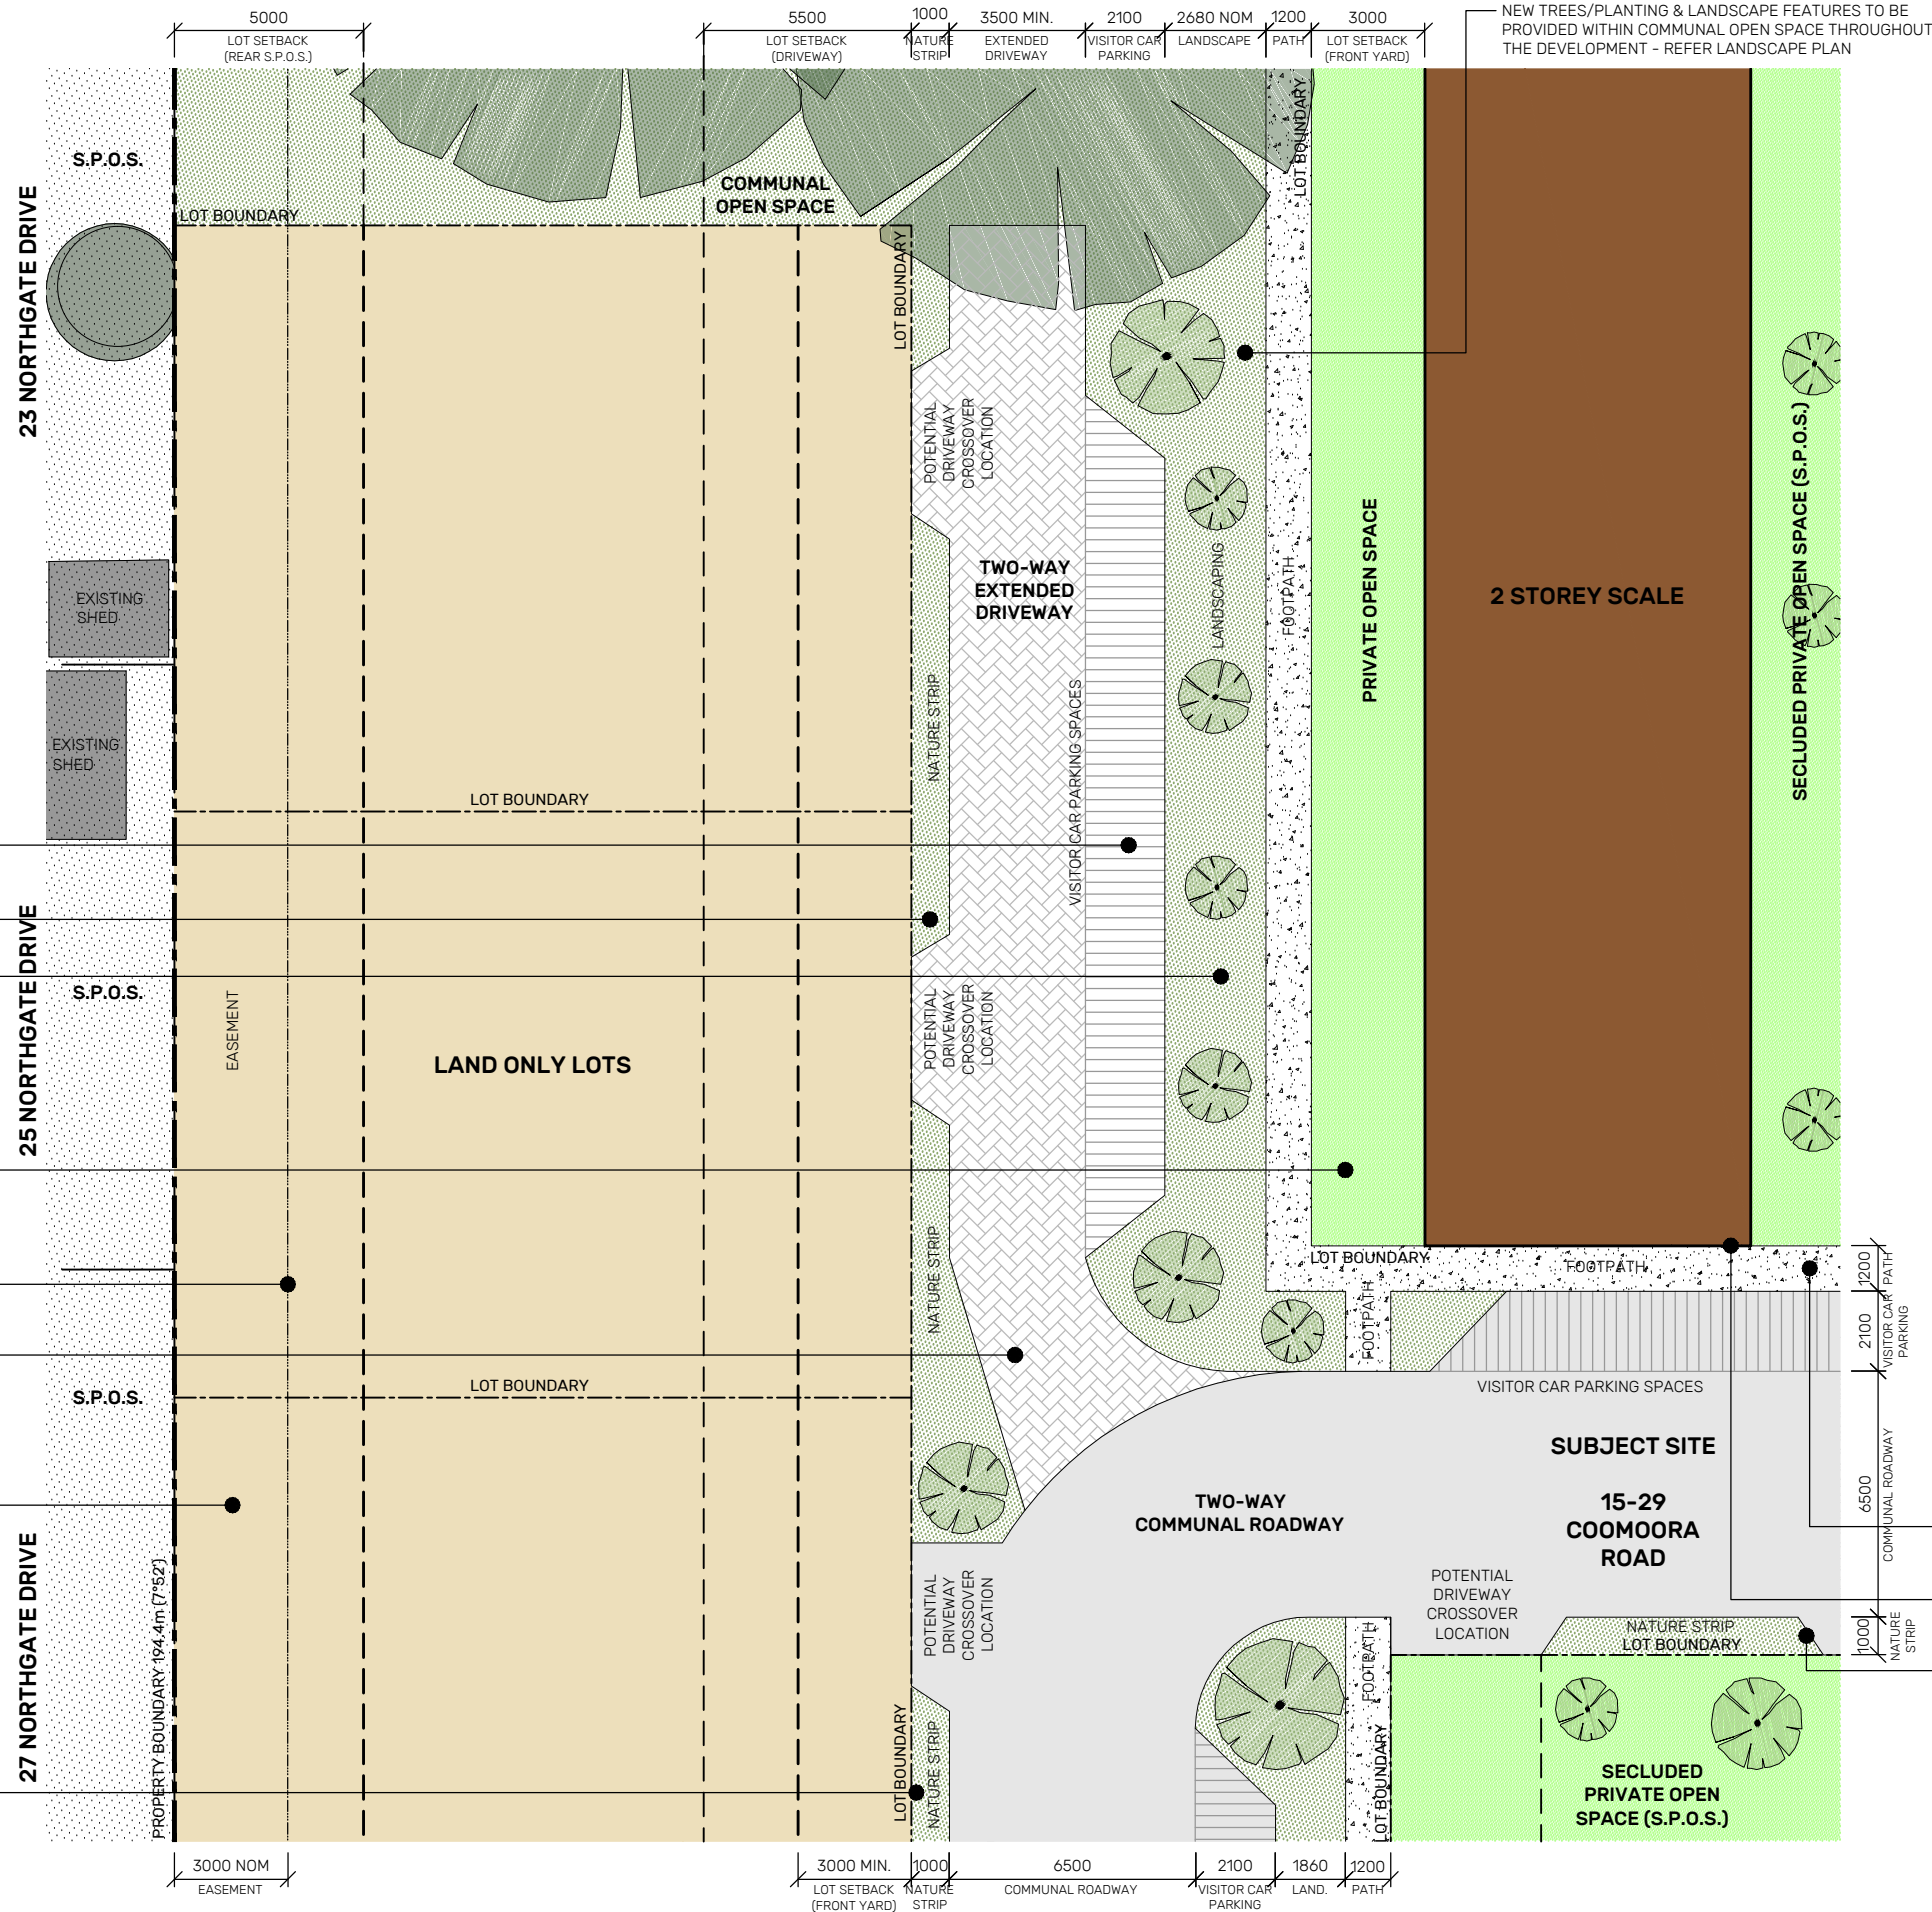 5000
LOT SETBACK
(REAR S.P.O.S.)
5500
LOT SETBACK
(DRIVEWAY)
1000
NATURE
STRIP
3500 MIN.
EXTENDED
DRIVEWAY
2100
VISITOR CAR
PARKING
2680 NOM
LANDSCAPE
1200
PATH
3000
LOT SETBACK
(FRONT YARD)
NEW TREES/PLANTING & LANDSCAPE FEATURES TO BE
PROVIDED WITHIN COMMUNAL OPEN SPACE THROUGHOUT
THE DEVELOPMENT - REFER LANDSCAPE PLAN
23 NORTHGATE DRIVE
S.P.O.S.
LOT BOUNDARY
COMMUNAL
OPEN SPACE
LOT BOUNDARY
LOT BOUNDARY
POTENTIAL
DRIVEWAY
CROSSOVER
LOCATION
TWO-WAY
EXTENDED
DRIVEWAY
LANDSCAPING
FOOTPATH
PRIVATE OPEN SPACE
2 STOREY SCALE
SECLUDED PRIVATE OPEN SPACE (S.P.O.S.)
EXISTING
SHED
EXISTING
SHED
NATURE STRIP
VISITOR CAR PARKING SPACES
LOT BOUNDARY
25 NORTHGATE DRIVE
S.P.O.S.
EASEMENT
LAND ONLY LOTS
POTENTIAL
DRIVEWAY
CROSSOVER
LOCATION
NATURE STRIP
LOT BOUNDARY
FOOTPATH
FOOTPATH
1200
PATH
2100
VISITOR CAR
PARKING
S.P.O.S.
LOT BOUNDARY
VISITOR CAR PARKING SPACES
SUBJECT SITE
15-29
COOMOORA
ROAD
TWO-WAY
COMMUNAL ROADWAY
6500
COMMUNAL ROADWAY
27 NORTHGATE DRIVE
PROPERTY BOUNDARY 194.4m (7°52')
POTENTIAL
DRIVEWAY
CROSSOVER
LOCATION
POTENTIAL
DRIVEWAY
CROSSOVER
LOCATION
NATURE STRIP
LOT BOUNDARY
1000
NATURE
STRIP
FOOTPATH
LOT BOUNDARY
NATURE STRIP
LOT BOUNDARY
SECLUDED
PRIVATE OPEN
SPACE (S.P.O.S.)
3000 NOM
EASEMENT
3000 MIN.
LOT SETBACK
(FRONT YARD)
1000
NATURE
STRIP
6500
COMMUNAL ROADWAY
2100
VISITOR CAR
PARKING
1860
LAND.
1200
PATH